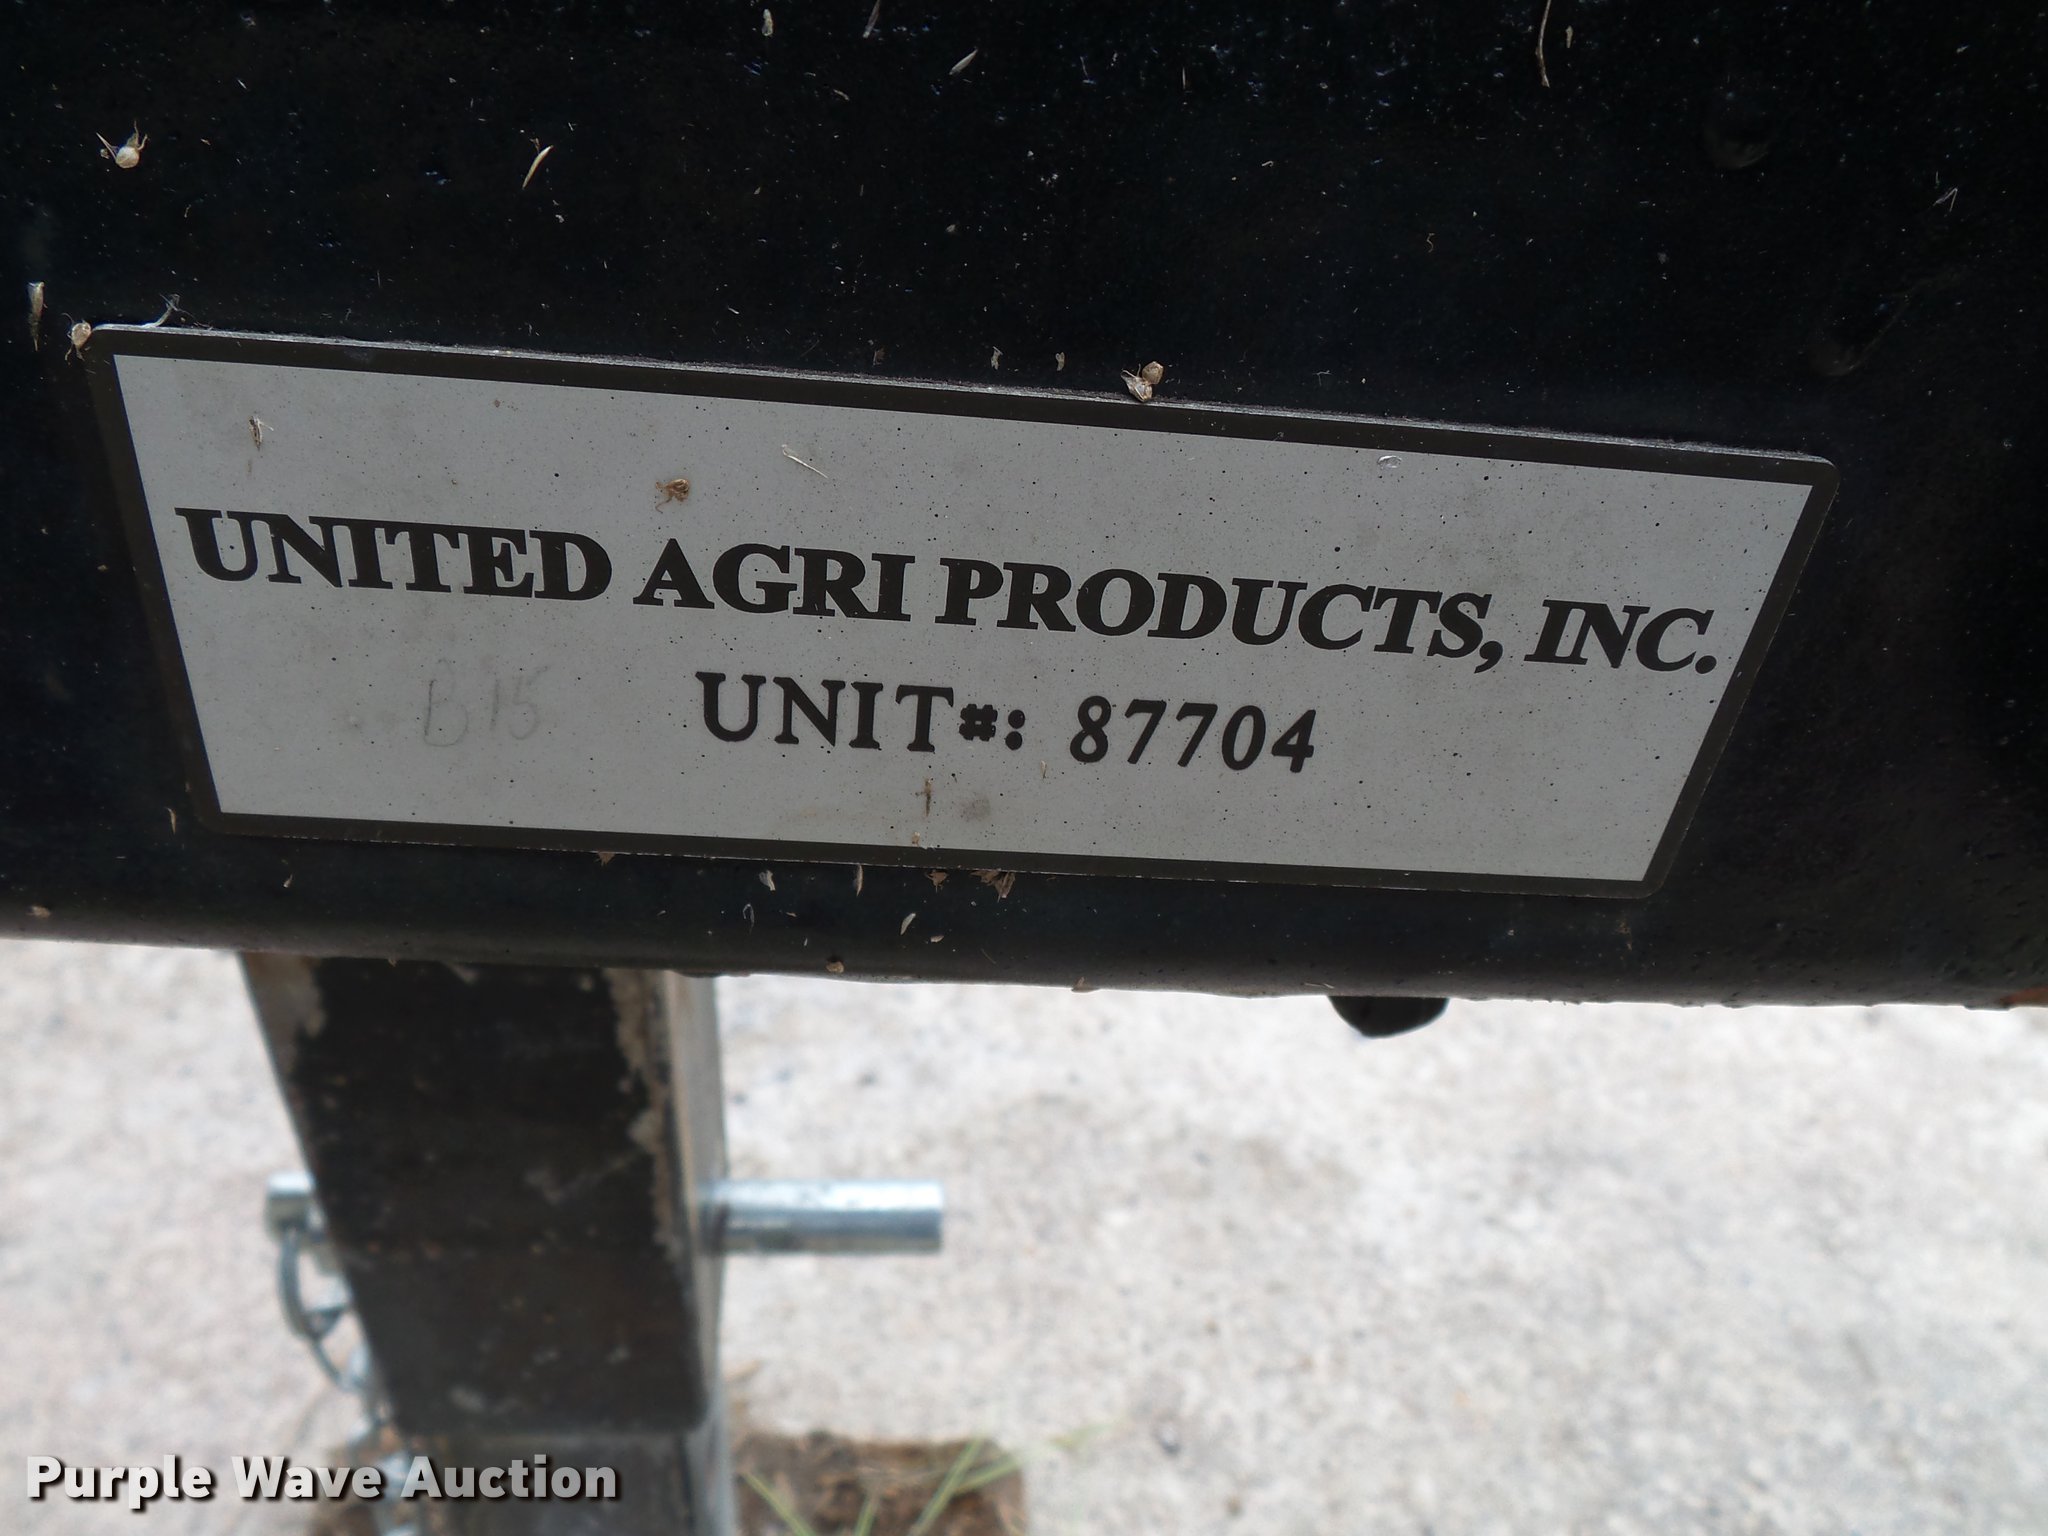 UNITED AGRI PRODUCTS, INC.
B15
UNIT#: 87704
Purple Wave Auction